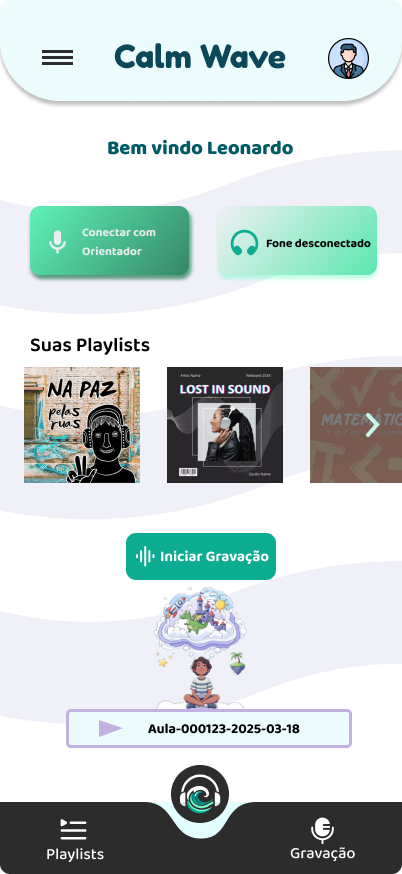 Calm Wave
Bem vindo Leonardo
Conectar com
Orientador
Fone desconectado
Suas Playlists
NA PAZ
pelas
ruas
Artist Name
Released 20XX
LOST IN SOUND
Studio Name
MATEMÁTIC
Iniciar Gravação
Aula-000123-2025-03-18
Playlists
Gravação